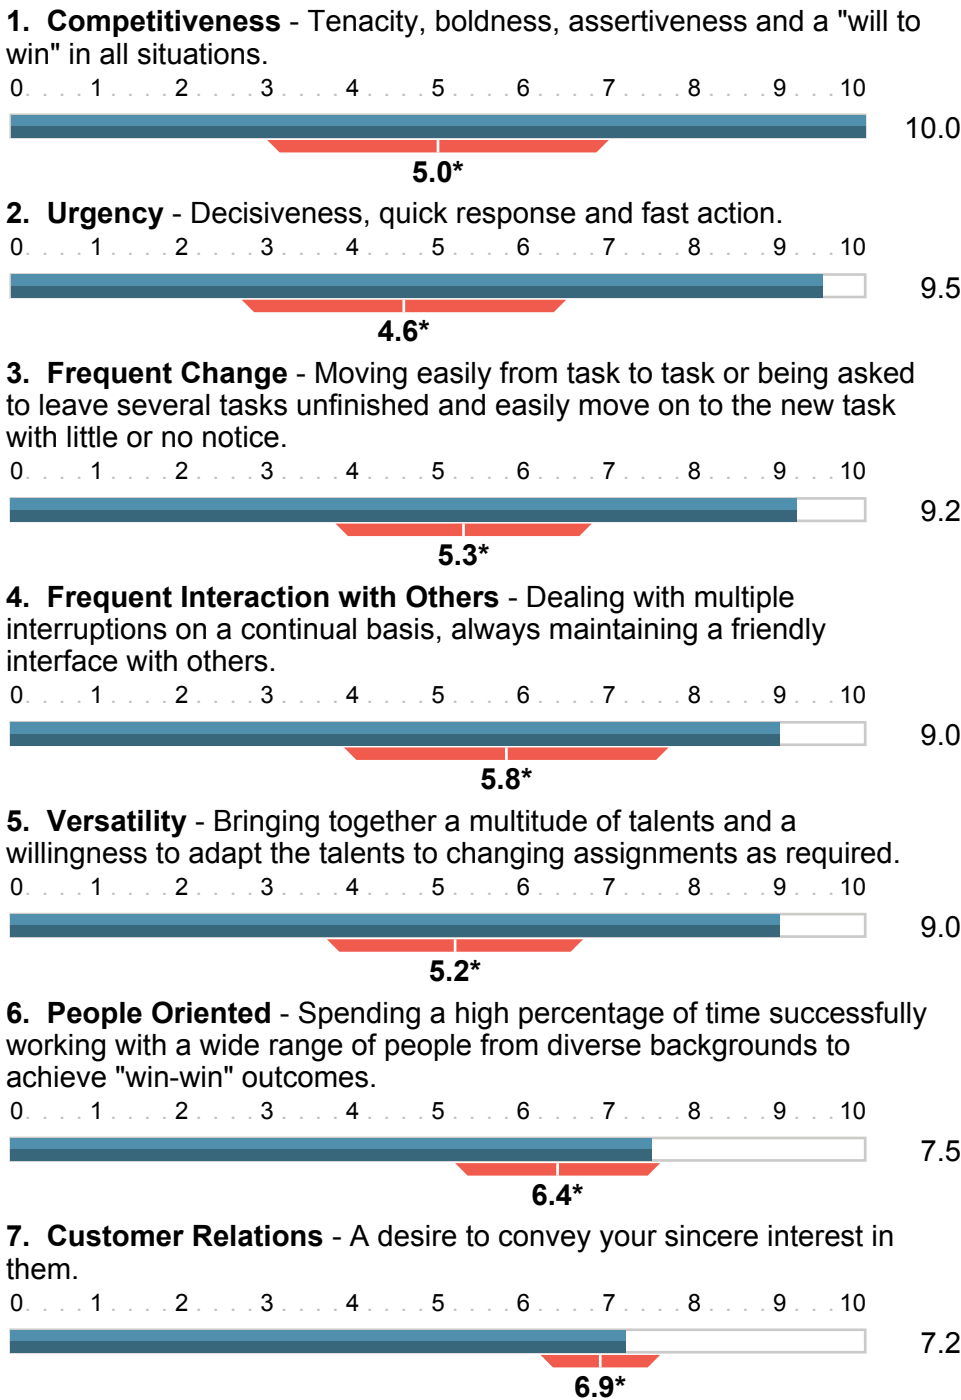 1. Competitiveness - Tenacity, boldness, assertiveness and a "will to
win" in all situations.
0. . . . 1 . . . . 2 . . . . 3 . . . . 4 . . . . 5 . . . . 6 . . . . 7 . . . . 8 . . . . 9 . . . 10
10.0
5.0*
2. Urgency - Decisiveness, quick response and fast action.
0. . . . 1 . . . . 2 . . . . 3 . . . . 4 . . . . 5 . . . . 6 . . . . 7 . . . . 8 . . . . 9 . . . 10
9.5
4.6*
3. Frequent Change - Moving easily from task to task or being asked
to leave several tasks unfinished and easily move on to the new task
with little or no notice.
0. . . . 1 . . . . 2 . . . . 3 . . . . 4 . . . . 5 . . . . 6 . . . . 7 . . . . 8 . . . . 9 . . . 10
9.2
5.3*
4. Frequent Interaction with Others - Dealing with multiple
interruptions on a continual basis, always maintaining a friendly
interface with others.
0. . . . 1 . . . . 2 . . . . 3 . . . . 4 . . . . 5 . . . . 6 . . . . 7 . . . . 8 . . . . 9 . . . 10
9.0
5.8*
5. Versatility - Bringing together a multitude of talents and a
willingness to adapt the talents to changing assignments as required.
0. . . . 1 . . . . 2 . . . . 3 . . . . 4 . . . . 5 . . . . 6 . . . . 7 . . . . 8 . . . . 9 . . . 10
9.0
5.2*
6. People Oriented - Spending a high percentage of time successfully
working with a wide range of people from diverse backgrounds to
achieve "win-win" outcomes.
0. . . . 1 . . . . 2 . . . . 3 . . . . 4 . . . . 5 . . . . 6 . . . . 7 . . . . 8 . . . . 9 . . . 10
7.5
6.4*
7. Customer Relations - A desire to convey your sincere interest in
them.
0. . . . 1 . . . . 2 . . . . 3 . . . . 4 . . . . 5 . . . . 6 . . . . 7 . . . . 8 . . . . 9 . . . 10
7.2
6.9*